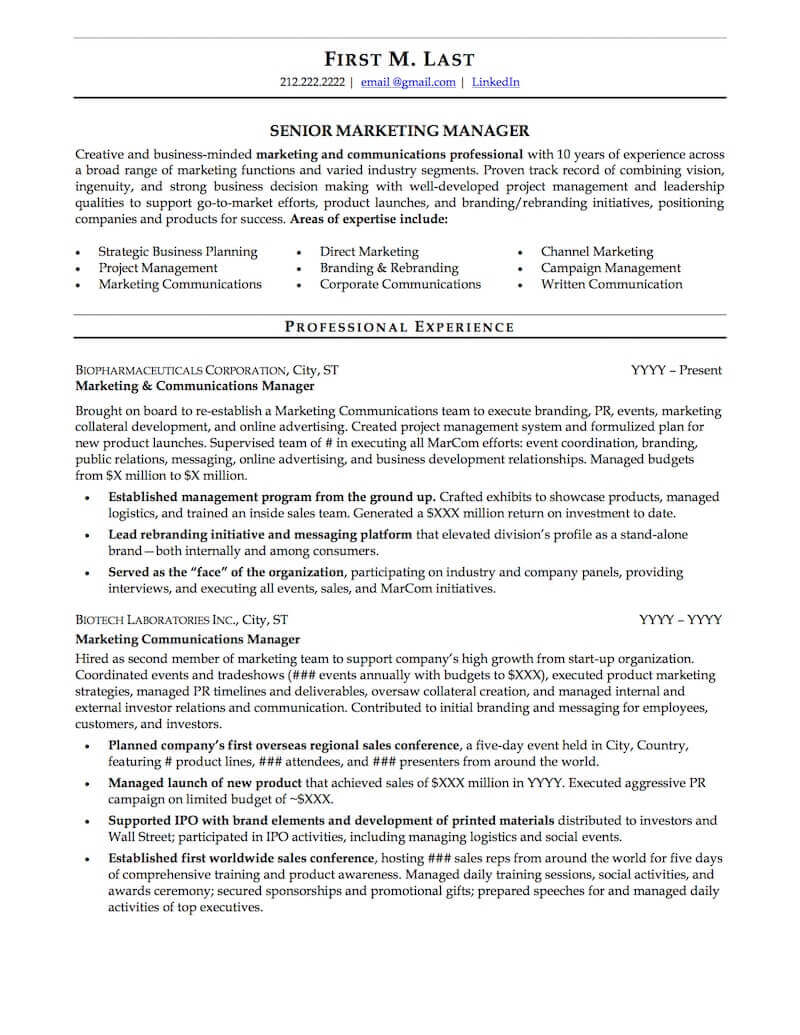 FIRST M. LAST
212.222.2222 | email @gmail.com | LinkedIn
SENIOR MARKETING MANAGER
Creative and business-minded marketing and communications professional with 10 years of experience across
a broad range of marketing functions and varied industry segments. Proven track record of combining vision,
ingenuity, and strong business decision making with well-developed project management and leadership
qualities to support go-to-market efforts, product launches, and branding/rebranding initiatives, positioning
companies and products for success. Areas of expertise include:
• Strategic Business Planning • Direct Marketing • Channel Marketing
• Project Management • Branding & Rebranding • Campaign Management
• Marketing Communications • Corporate Communications • Written Communication
PROFESSIONAL EXPERIENCE
BIOPHARMACEUTICALS CORPORATION, City, ST YYYY – Present
Marketing & Communications Manager
Brought on board to re-establish a Marketing Communications team to execute branding, PR, events, marketing
collateral development, and online advertising. Created project management system and formulized plan for
new product launches. Supervised team of # in executing all MarCom efforts: event coordination, branding,
public relations, messaging, online advertising, and business development relationships. Managed budgets
from $X million to $X million.
• Established management program from the ground up. Crafted exhibits to showcase products, managed
logistics, and trained an inside sales team. Generated a $XXX million return on investment to date.
• Lead rebranding initiative and messaging platform that elevated division's profile as a stand-alone
brand—both internally and among consumers.
• Served as the “face” of the organization, participating on industry and company panels, providing
interviews, and executing all events, sales, and MarCom initiatives.
BIOTECH LABORATORIES INC., City, ST YYYY – YYYY
Marketing Communications Manager
Hired as second member of marketing team to support company's high growth from start-up organization.
Coordinated events and tradeshows (### events annually with budgets to $XXX), executed product marketing
strategies, managed PR timelines and deliverables, oversaw collateral creation, and managed internal and
external investor relations and communication. Contributed to initial branding and messaging for employees,
customers, and investors.
• Planned company's first overseas regional sales conference, a five-day event held in City, Country,
featuring # product lines, ### attendees, and ### presenters from around the world.
• Managed launch of new product that achieved sales of $XXX million in YYYY. Executed aggressive PR
campaign on limited budget of ~$XXX.
• Supported IPO with brand elements and development of printed materials distributed to investors and
Wall Street; participated in IPO activities, including managing logistics and social events.
• Established first worldwide sales conference, hosting ### sales reps from around the world for five days
of comprehensive training and product awareness. Managed daily training sessions, social activities, and
awards ceremony; secured sponsorships and promotional gifts; prepared speeches for and managed daily
activities of top executives.